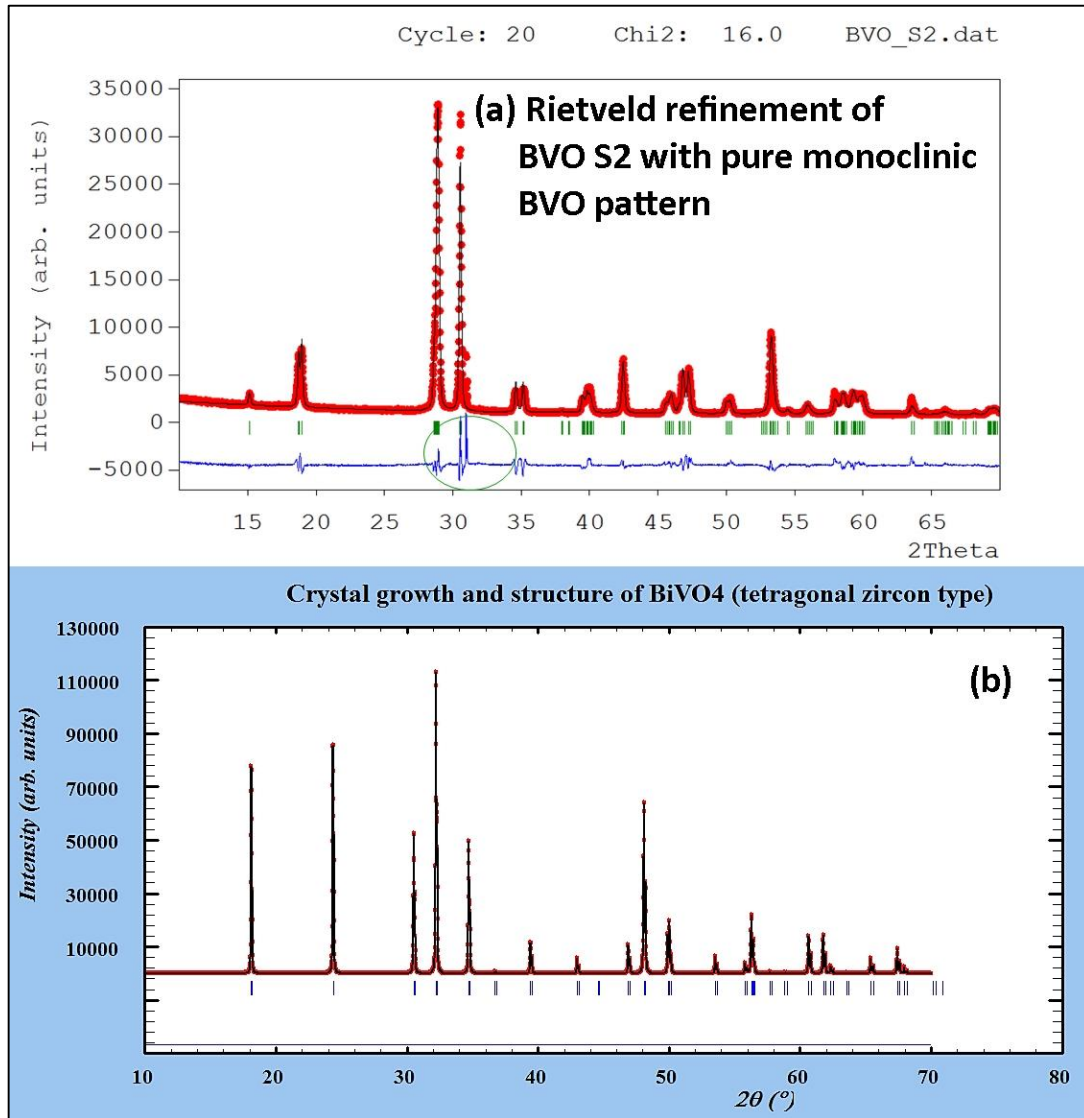 Cycle: 20 Chi2: 16.0 BVO_S2.dat
(a) Rietveld refinement of
BVO S2 with pure monoclinic
BVO pattern
Intensity (arb. units)
35000
30000
25000
20000
15000
10000
5000
0
−5000
15 20 25 30 35 40 45 50 55 60 65
2Theta
Crystal growth and structure of BiVO4 (tetragonal zircon type)
(b)
Intensity (arb. units)
130000
110000
90000
70000
50000
30000
10000
10 20 30 40 50 60 70 80
2θ (°)